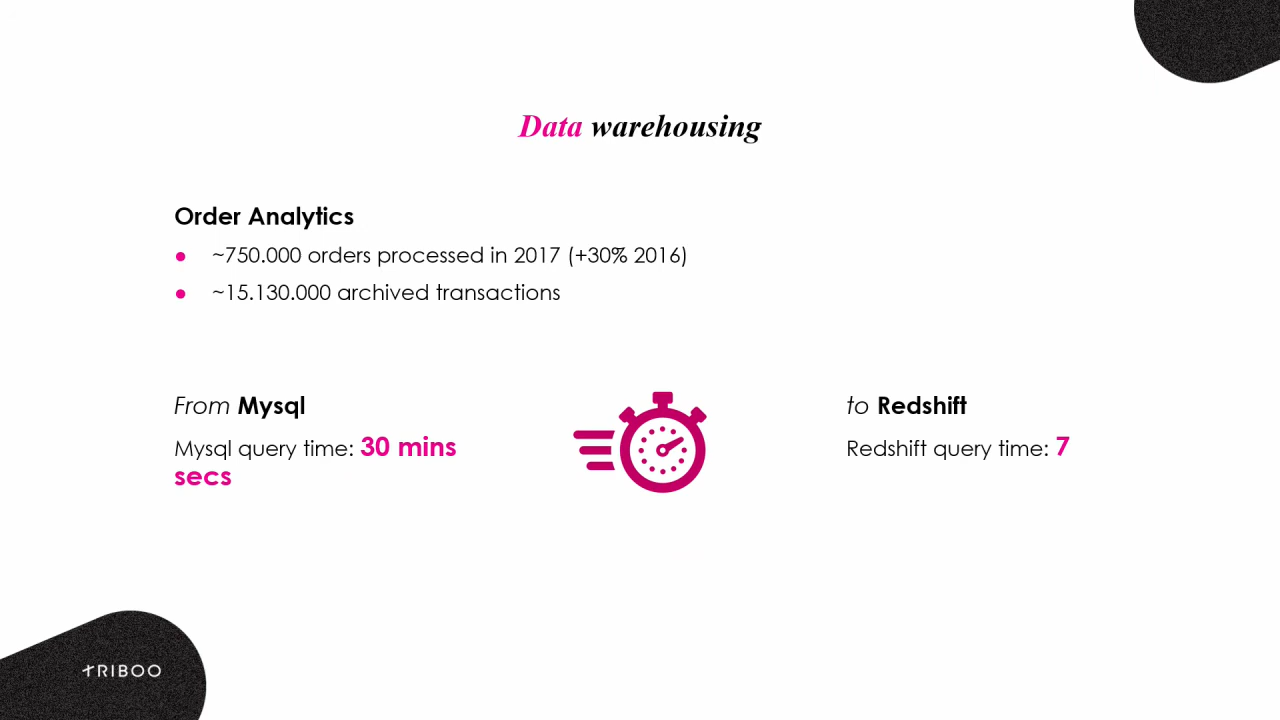 Data warehousing
Order Analytics
● ~750.000 orders processed in 2017 (+30% 2016)
● ~15.130.000 archived transactions
From Mysql
to Redshift
Mysql query time: 30 mins
Redshift query time: 7
secs
TRIBOO